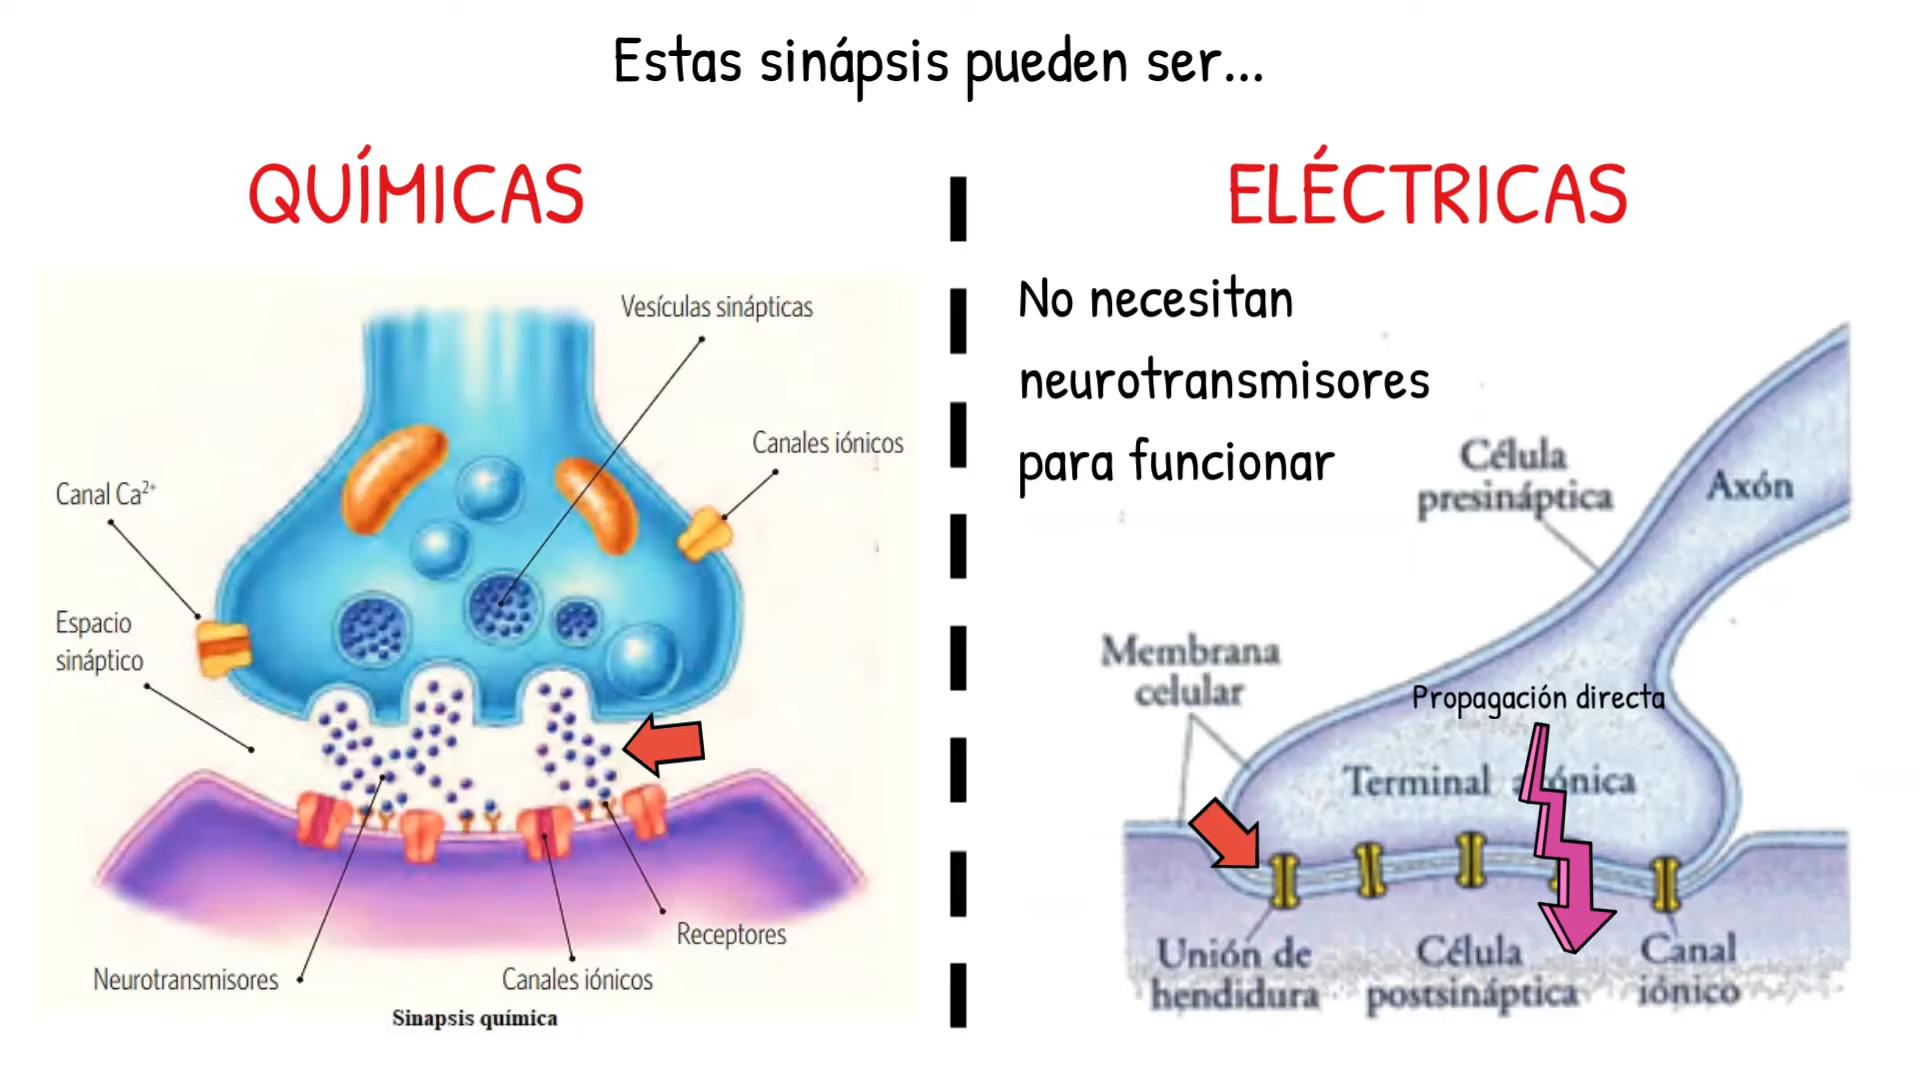 Estas sinápsis pueden ser...
QUÍMICAS
Vesículas sinápticas
Canales iónicos
Canal Ca²⁺
Espacio
sináptico
Receptores
Neurotransmisores
Canales iónicos
Sinapsis química
ELÉCTRICAS
No necesitan
neurotransmisores
para funcionar
Célula
presináptica
Axón
Membrana
celular
Propagación directa
Terminal axónica
Unión de
hendidura
Célula
postsináptica
Canal
iónico